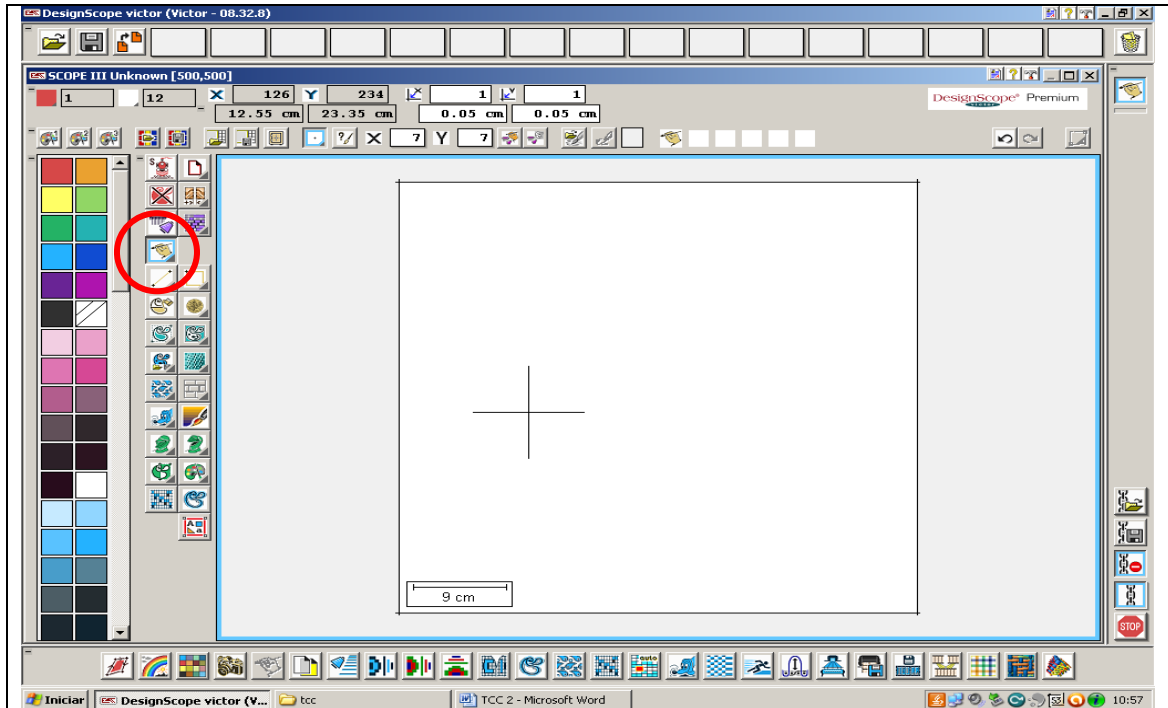 DesignScope victor (Victor - 08.32.8)
SCOPE III Unknown [500,500]
1 12 X 126 Y 234 X 1 Y 1
12.55 cm 23.35 cm 0.05 cm 0.05 cm
DesignScope® Premium
X 7 Y 7
9 cm
auto
STOP
Iniciar
DesignScope victor (V...
tcc
TCC 2 - Microsoft Word
10:57